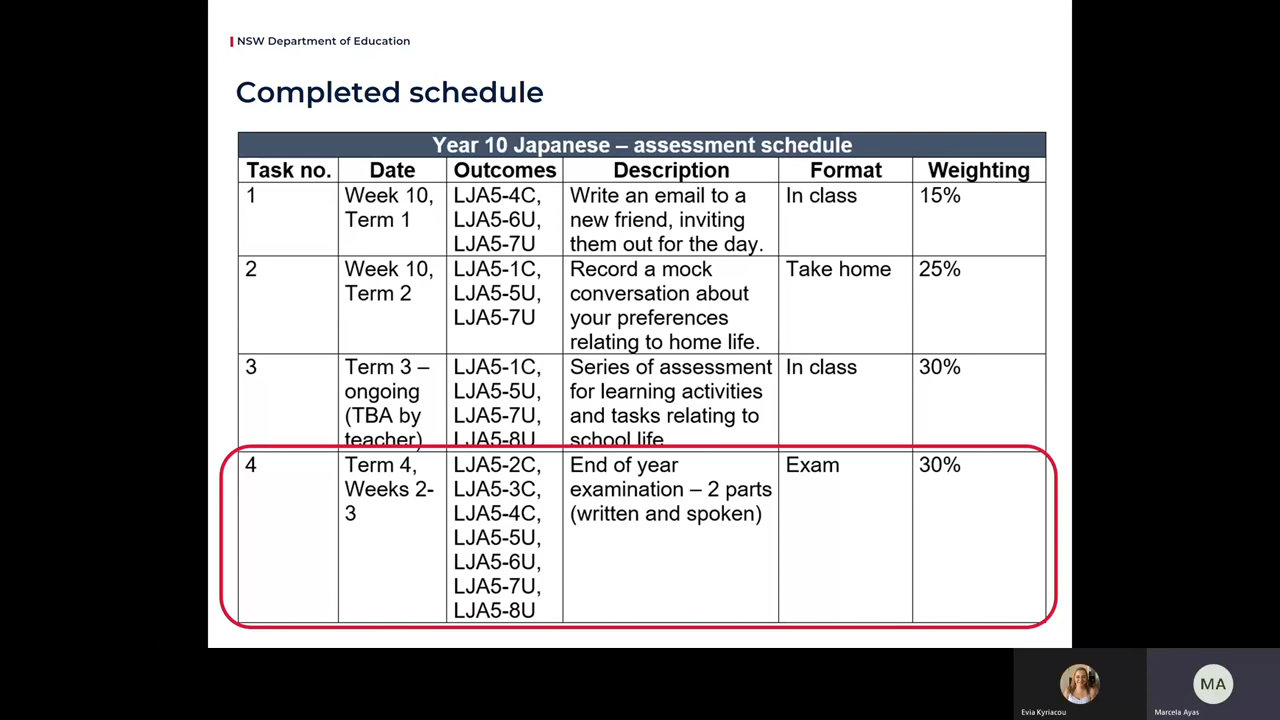 NSW Department of Education
Completed schedule
Year 10 Japanese – assessment schedule
Task no. Date Outcomes Description Format Weighting
1 Week 10, LJA5-4C, Write an email to a In class 15%
Term 1 LJA5-6U, new friend, inviting
LJA5-7U them out for the day.
2 Week 10, LJA5-1C, Record a mock Take home 25%
Term 2 LJA5-5U, conversation about
LJA5-7U your preferences
relating to home life.
3 Term 3 – LJA5-1C, Series of assessment In class 30%
ongoing LJA5-5U, for learning activities
(TBA by LJA5-7U, and tasks relating to
teacher) LJA5-8U school life
4 Term 4, LJA5-2C, End of year Exam 30%
Weeks 2- LJA5-3C, examination – 2 parts
3 LJA5-4C, (written and spoken)
LJA5-5U,
LJA5-6U,
LJA5-7U,
LJA5-8U
MA
Evia Kyriacou Marcela Ayas